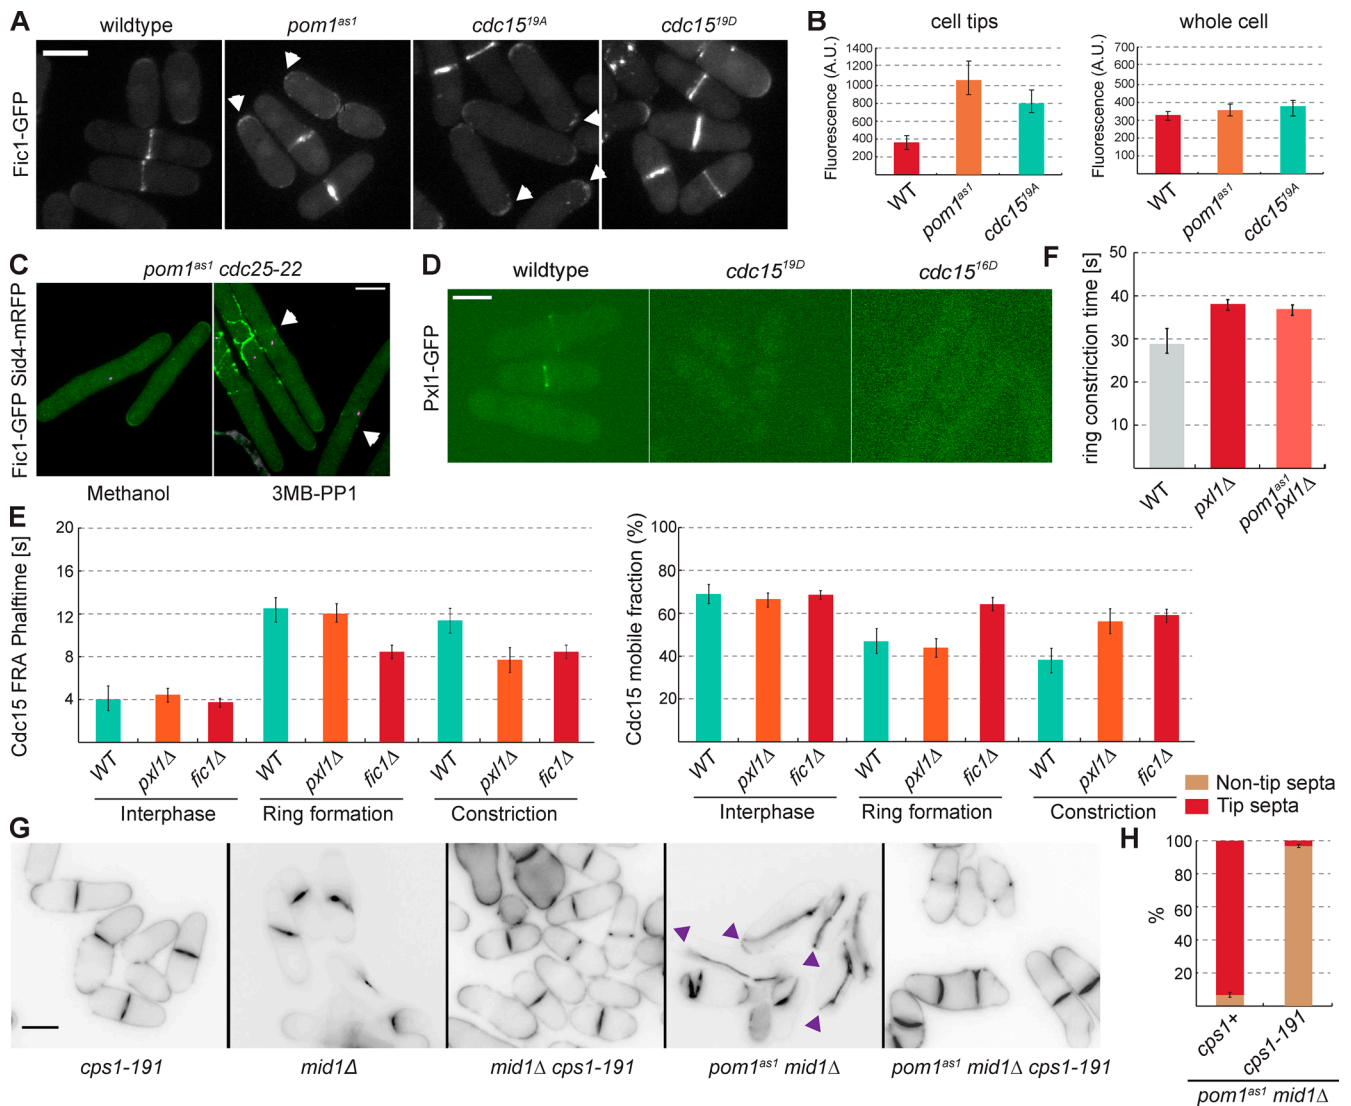 A
wildtype
pom1as1
cdc1519A
cdc1519D
Fic1-GFP
B
cell tips
whole cell
Fluorescence (A.U.)
1400
1200
1000
800
600
400
200
WT
pom1as1
cdc1519A
Fluorescence (A.U.)
700
600
500
400
300
200
100
WT
pom1as1
cdc1519A
C
pom1as1 cdc25-22
Fic1-GFP Sid4-mRFP
Methanol
3MB-PP1
D
wildtype
cdc1519D
cdc1516D
Pxl1-GFP
F
ring constriction time [s]
50
40
30
20
10
WT
pxl1Δ
pom1as1
pxl1Δ
E
Cdc15 FRA Phalftime [s]
20
16
12
8
4
WT
pxl1Δ
fic1Δ
WT
pxl1Δ
fic1Δ
WT
pxl1Δ
fic1Δ
Interphase
Ring formation
Constriction
Cdc15 mobile fraction (%)
100
80
60
40
20
WT
pxl1Δ
fic1Δ
WT
pxl1Δ
fic1Δ
WT
pxl1Δ
fic1Δ
Interphase
Ring formation
Constriction
Non-tip septa
Tip septa
G
cps1-191
mid1Δ
mid1Δ cps1-191
pom1as1 mid1Δ
pom1as1 mid1Δ cps1-191
H
%
100
80
60
40
20
cps1+
cps1-191
pom1as1 mid1Δ